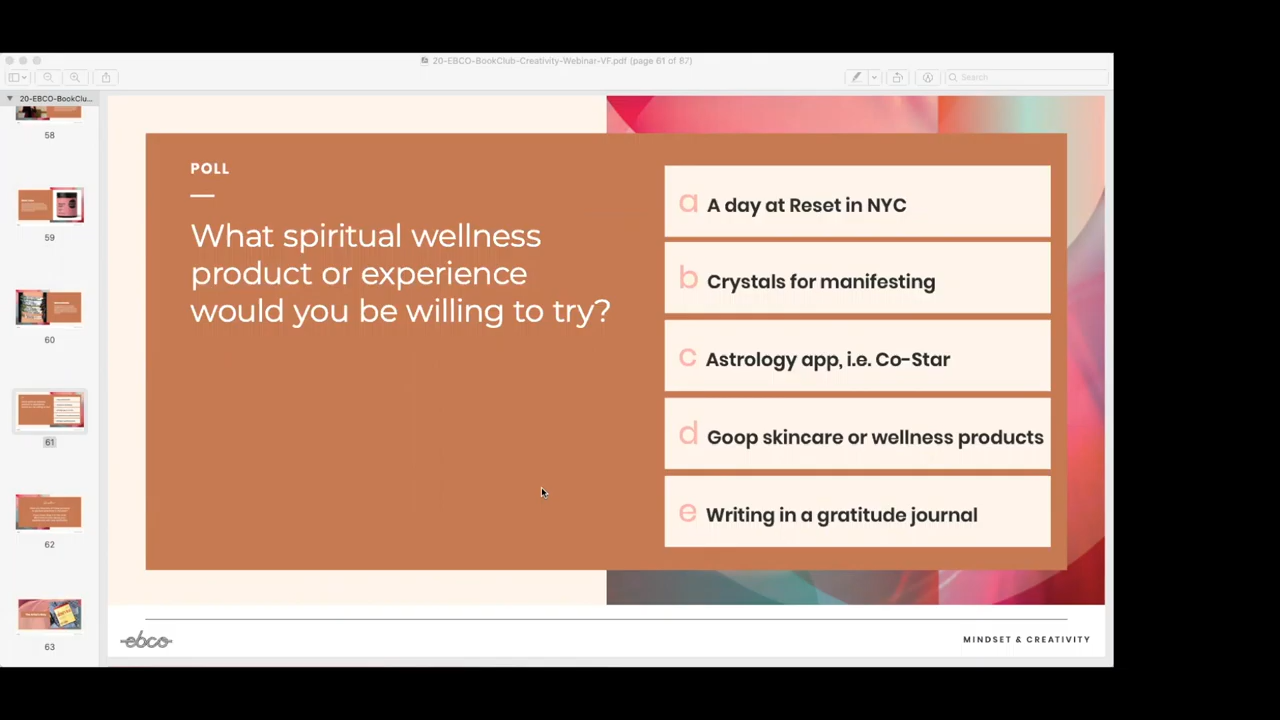 20-EBCO-BookClub-Creativity-Webinar-VF.pdf (page 61 of 87)
Search
20-EBCO-BookClu...
58
59
60
61
62
63
POLL
What spiritual wellness
product or experience
would you be willing to try?
a A day at Reset in NYC
b Crystals for manifesting
c Astrology app, i.e. Co-Star
d Goop skincare or wellness products
e Writing in a gratitude journal
ebco
MINDSET & CREATIVITY